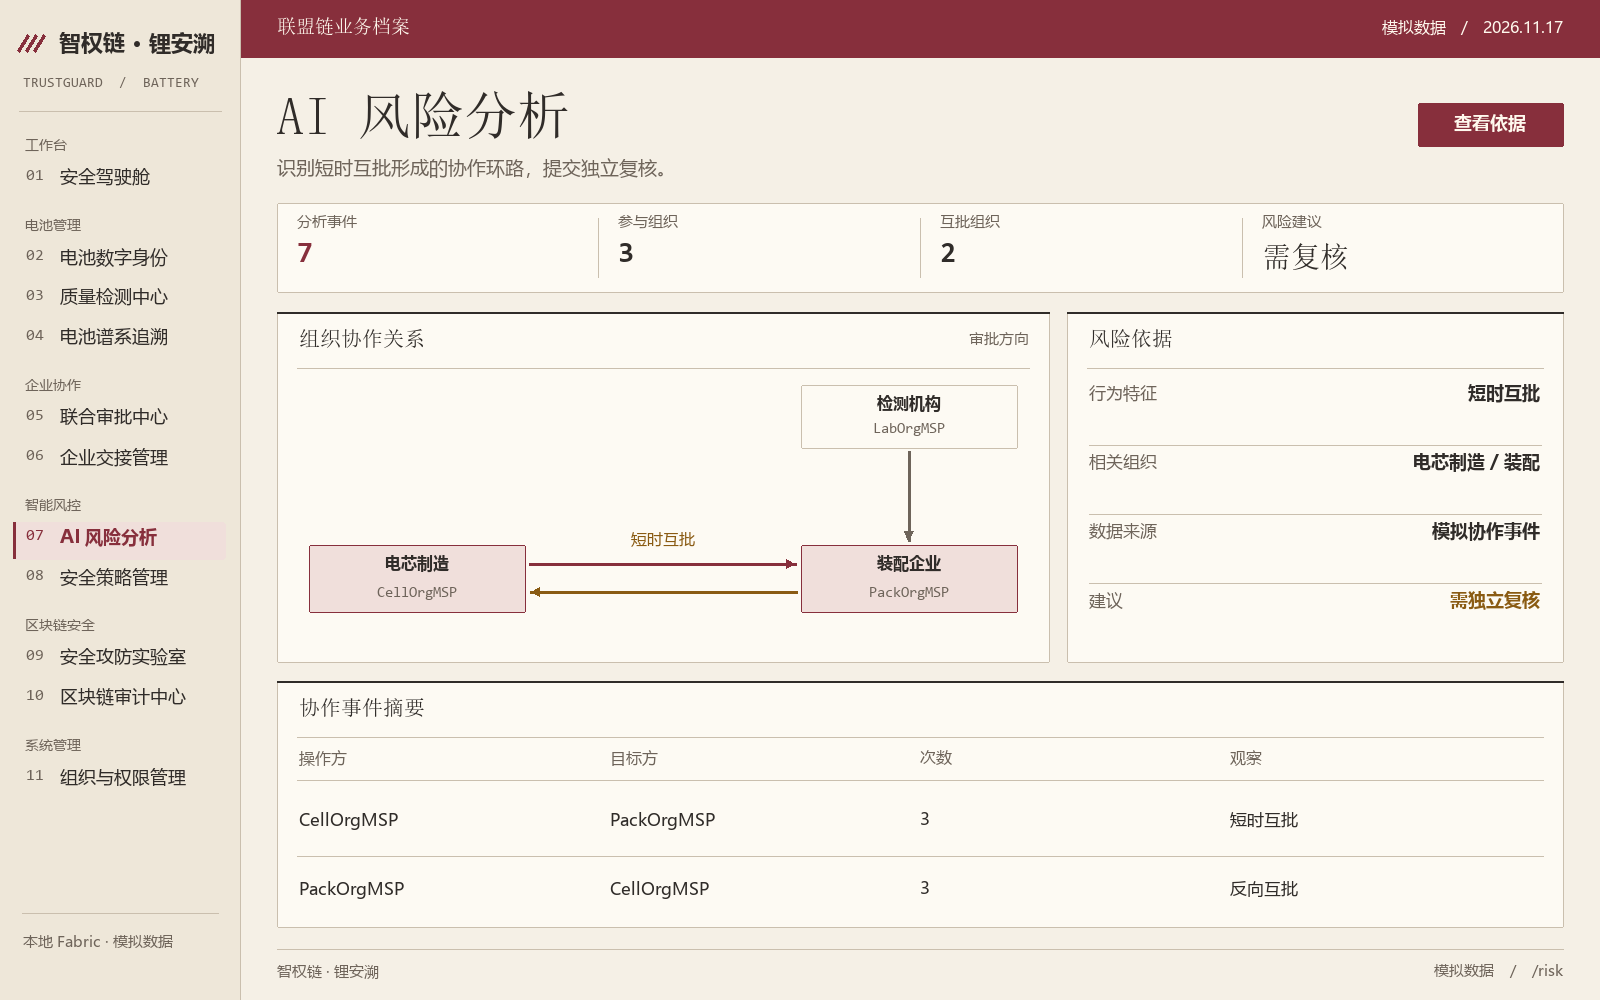 智权链 · 锂安溯
TRUSTGUARD / BATTERY
工作台
01 安全驾驶舱
电池管理
02 电池数字身份
03 质量检测中心
04 电池谱系追溯
企业协作
05 联合审批中心
06 企业交接管理
智能风控
07 AI 风险分析
08 安全策略管理
区块链安全
09 安全攻防实验室
10 区块链审计中心
系统管理
11 组织与权限管理
本地 Fabric · 模拟数据
联盟链业务档案
模拟数据 / 2026.11.17
AI 风险分析
识别短时互批形成的协作环路，提交独立复核。
查看依据
分析事件
7
参与组织
3
互批组织
2
风险建议
需复核
组织协作关系
审批方向
检测机构
LabOrgMSP
短时互批
电芯制造
CellOrgMSP
装配企业
PackOrgMSP
风险依据
行为特征 短时互批
相关组织 电芯制造 / 装配
数据来源 模拟协作事件
建议 需独立复核
协作事件摘要
操作方 目标方 次数 观察
CellOrgMSP PackOrgMSP 3 短时互批
PackOrgMSP CellOrgMSP 3 反向互批
智权链 · 锂安溯
模拟数据 / /risk